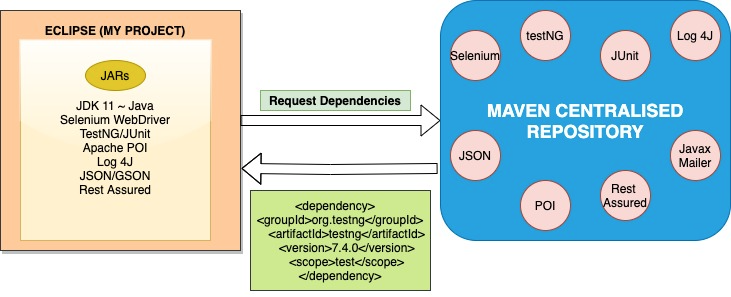 ECLIPSE (MY PROJECT)
JARs
JDK 11 ~ Java
Selenium WebDriver
TestNG/JUnit
Apache POI
Log 4J
JSON/GSON
Rest Assured
Request Dependencies
<dependency>
<groupId>org.testng</groupId>
<artifactId>testng</artifactId>
<version>7.4.0</version>
<scope>test</scope>
</dependency>
Selenium
testNG
JUnit
Log 4J
MAVEN CENTRALISED
REPOSITORY
JSON
POI
Rest
Assured
Javax
Mailer